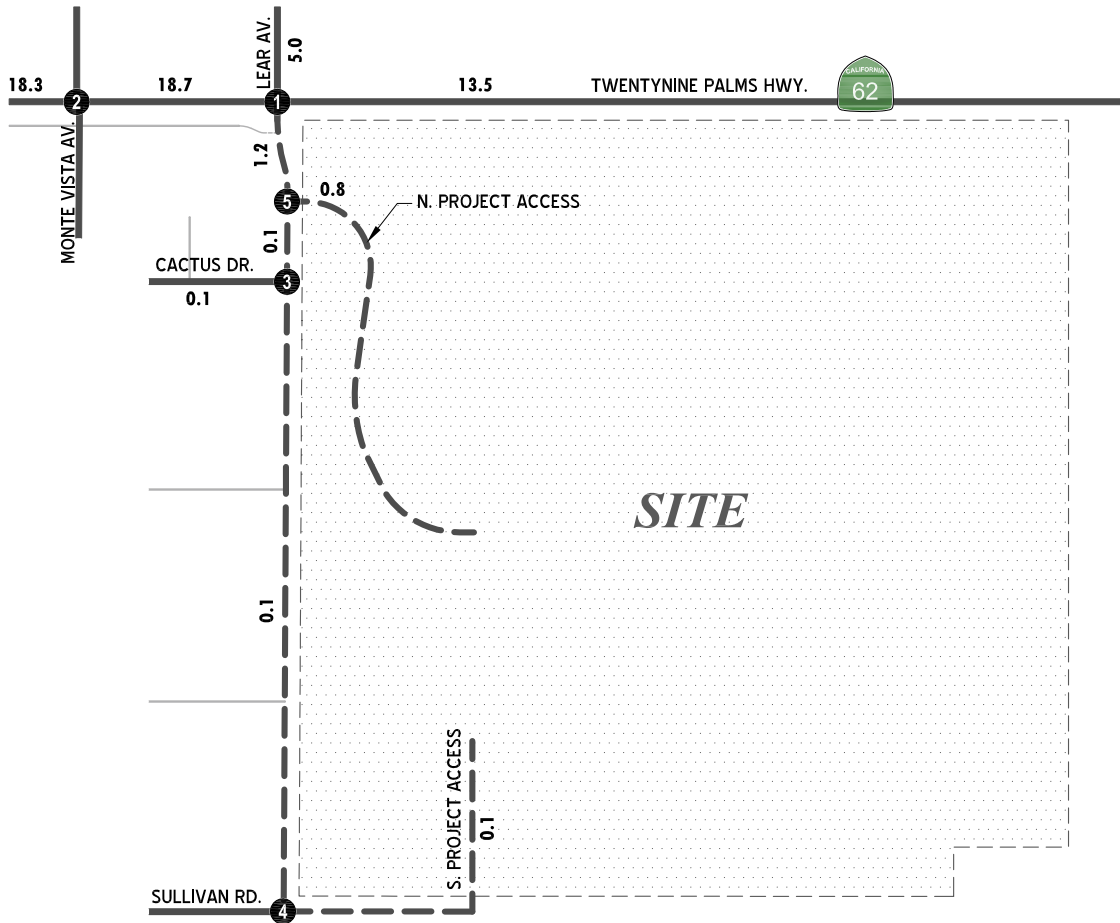 LEAR AV.
5.0
18.3
18.7
13.5
TWENTYNINE PALMS HWY.
CALIFORNIA
62
2
1
MONTE VISTA AV.
1.2
5
0.8
N. PROJECT ACCESS
0.1
CACTUS DR.
3
0.1
SITE
0.1
S. PROJECT ACCESS
0.1
SULLIVAN RD.
4